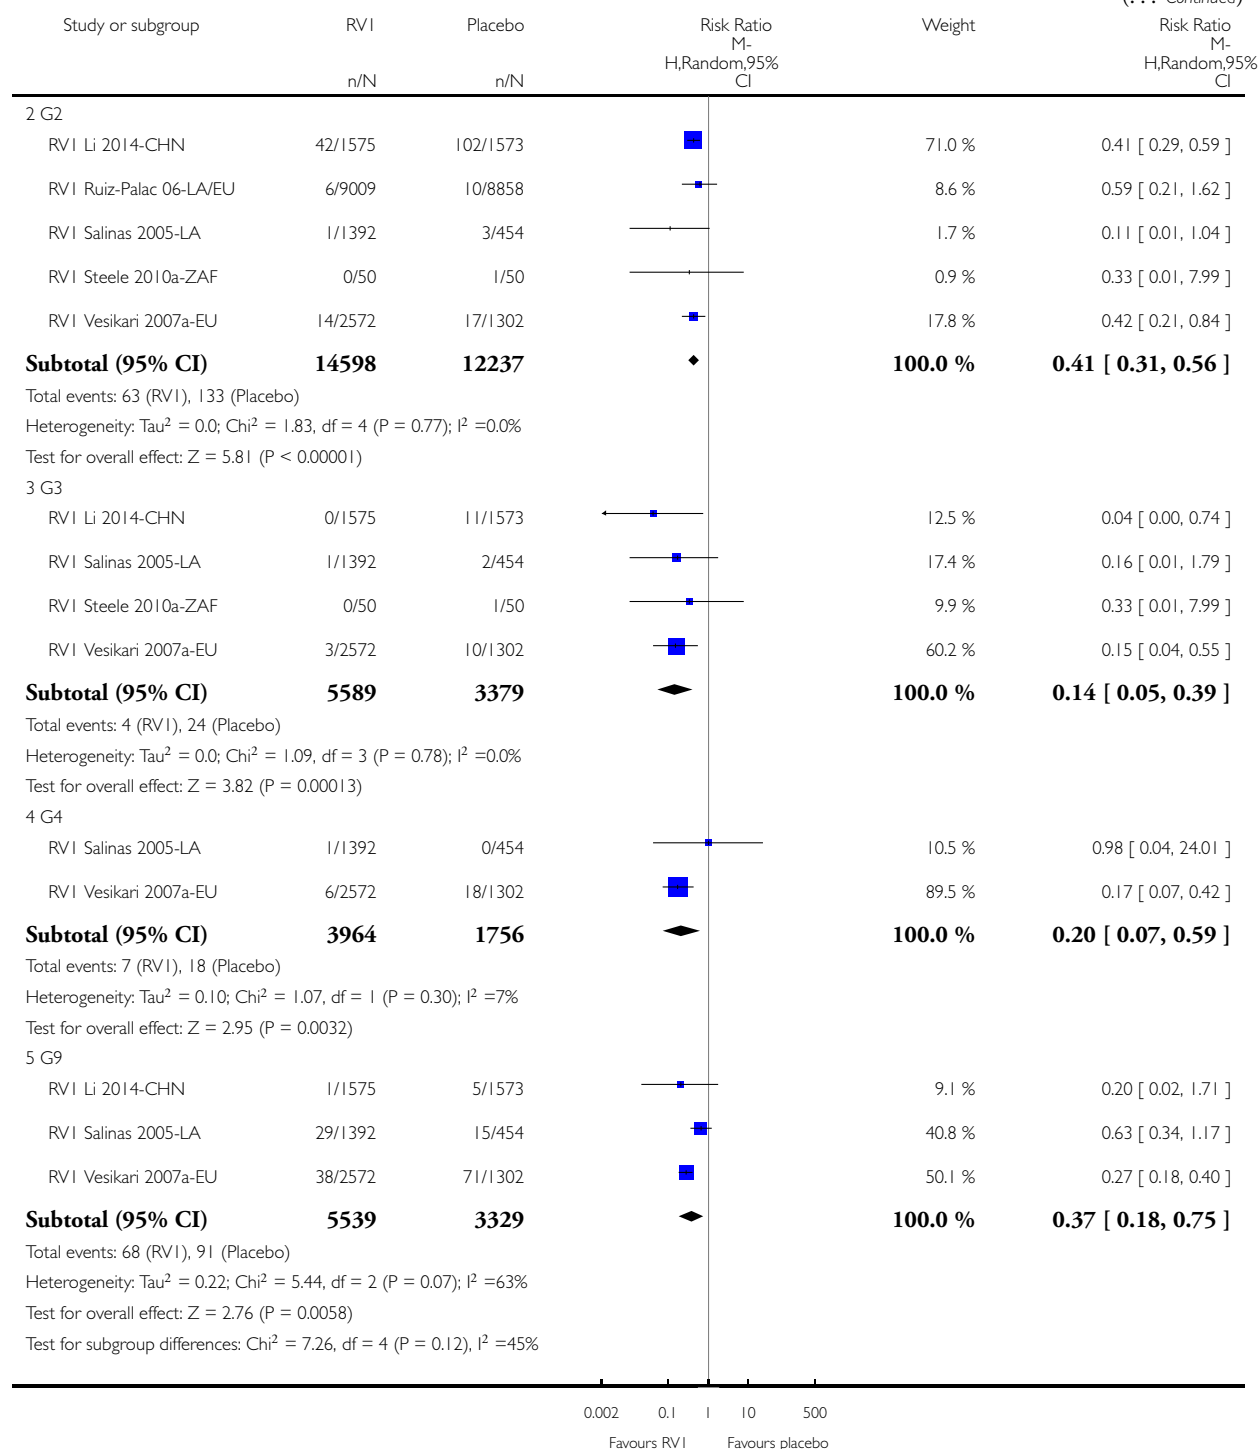 (. . . Continued)
Study or subgroup RV1 Placebo Risk Ratio Weight Risk Ratio
M- M-
H,Random,95% H,Random,95%
n/N n/N CI CI
2 G2
RV1 Li 2014-CHN 42/1575 102/1573 71.0 % 0.41 [ 0.29, 0.59 ]
RV1 Ruiz-Palac 06-LA/EU 6/9009 10/8858 8.6 % 0.59 [ 0.21, 1.62 ]
RV1 Salinas 2005-LA 1/1392 3/454 1.7 % 0.11 [ 0.01, 1.04 ]
RV1 Steele 2010a-ZAF 0/50 1/50 0.9 % 0.33 [ 0.01, 7.99 ]
RV1 Vesikari 2007a-EU 14/2572 17/1302 17.8 % 0.42 [ 0.21, 0.84 ]
Subtotal (95% CI) 14598 12237 100.0 % 0.41 [ 0.31, 0.56 ]
Total events: 63 (RV1), 133 (Placebo)
Heterogeneity: Tau² = 0.0; Chi² = 1.83, df = 4 (P = 0.77); I² =0.0%
Test for overall effect: Z = 5.81 (P < 0.00001)
3 G3
RV1 Li 2014-CHN 0/1575 11/1573 12.5 % 0.04 [ 0.00, 0.74 ]
RV1 Salinas 2005-LA 1/1392 2/454 17.4 % 0.16 [ 0.01, 1.79 ]
RV1 Steele 2010a-ZAF 0/50 1/50 9.9 % 0.33 [ 0.01, 7.99 ]
RV1 Vesikari 2007a-EU 3/2572 10/1302 60.2 % 0.15 [ 0.04, 0.55 ]
Subtotal (95% CI) 5589 3379 100.0 % 0.14 [ 0.05, 0.39 ]
Total events: 4 (RV1), 24 (Placebo)
Heterogeneity: Tau² = 0.0; Chi² = 1.09, df = 3 (P = 0.78); I² =0.0%
Test for overall effect: Z = 3.82 (P = 0.00013)
4 G4
RV1 Salinas 2005-LA 1/1392 0/454 10.5 % 0.98 [ 0.04, 24.01 ]
RV1 Vesikari 2007a-EU 6/2572 18/1302 89.5 % 0.17 [ 0.07, 0.42 ]
Subtotal (95% CI) 3964 1756 100.0 % 0.20 [ 0.07, 0.59 ]
Total events: 7 (RV1), 18 (Placebo)
Heterogeneity: Tau² = 0.10; Chi² = 1.07, df = 1 (P = 0.30); I² =7%
Test for overall effect: Z = 2.95 (P = 0.0032)
5 G9
RV1 Li 2014-CHN 1/1575 5/1573 9.1 % 0.20 [ 0.02, 1.71 ]
RV1 Salinas 2005-LA 29/1392 15/454 40.8 % 0.63 [ 0.34, 1.17 ]
RV1 Vesikari 2007a-EU 38/2572 71/1302 50.1 % 0.27 [ 0.18, 0.40 ]
Subtotal (95% CI) 5539 3329 100.0 % 0.37 [ 0.18, 0.75 ]
Total events: 68 (RV1), 91 (Placebo)
Heterogeneity: Tau² = 0.22; Chi² = 5.44, df = 2 (P = 0.07); I² =63%
Test for overall effect: Z = 2.76 (P = 0.0058)
Test for subgroup differences: Chi² = 7.26, df = 4 (P = 0.12), I² =45%
0.002 0.1 1 10 500
Favours RV1 Favours placebo